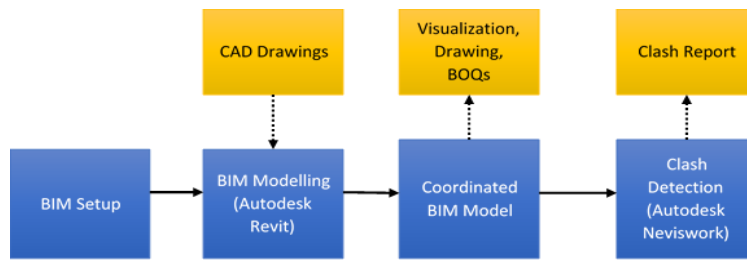 CAD Drawings
Visualization,
Drawing,
BOQs
Clash Report
BIM Setup
BIM Modelling
(Autodesk
Revit)
Coordinated
BIM Model
Clash
Detection
(Autodesk
Neviswork)